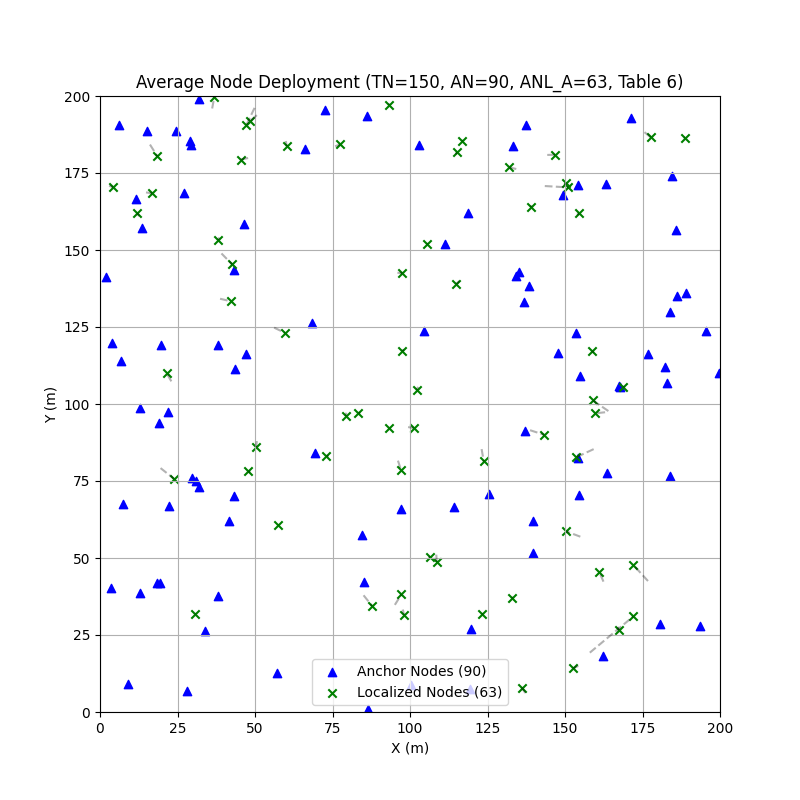 Average Node Deployment (TN=150, AN=90, ANL_A=63, Table 6)
200
175
150
125
100
75
50
25
0
Y (m)
Anchor Nodes (90)
Localized Nodes (63)
0 25 50 75 100 125 150 175 200
X (m)